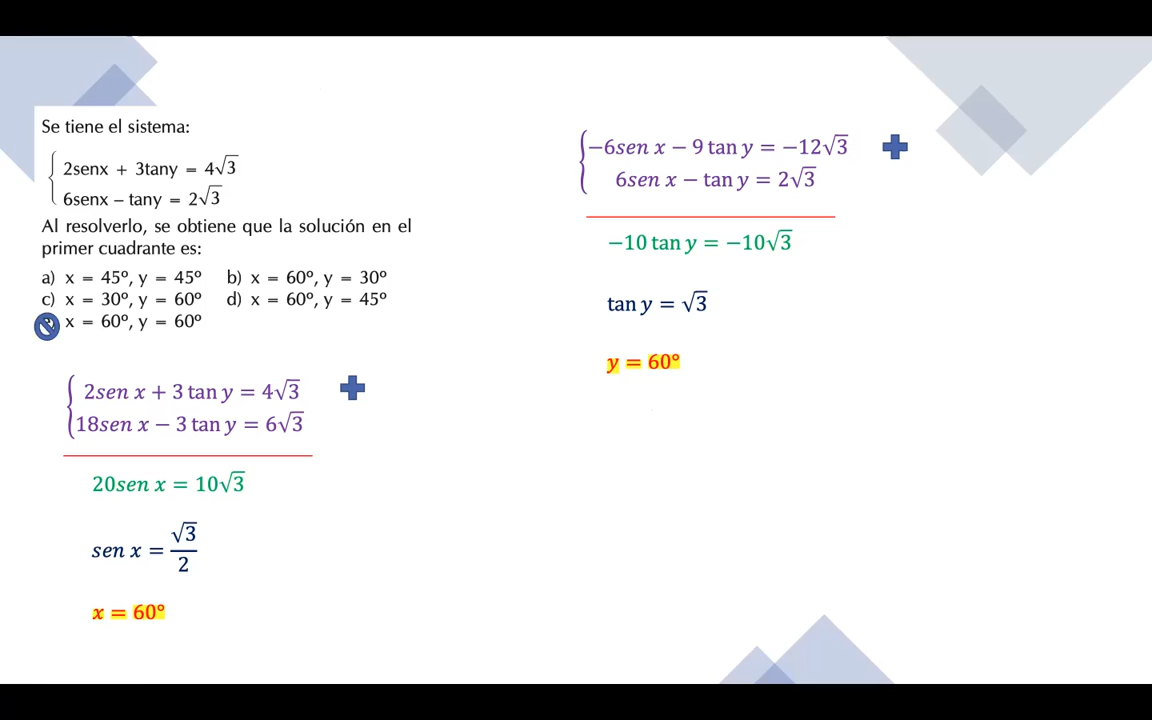 Se tiene el sistema:
2senx + 3tany = 4√3
6senx – tany = 2√3
Al resolverlo, se obtiene que la solución en el
primer cuadrante es:
a) x = 45º, y = 45º b) x = 60º, y = 30º
c) x = 30º, y = 60º d) x = 60º, y = 45º
x = 60º, y = 60º
2sen x + 3 tan y = 4√3
18sen x − 3 tan y = 6√3
20sen x = 10√3
sen x = √3/2
x = 60°
−6sen x − 9 tan y = −12√3
6sen x − tan y = 2√3
−10 tan y = −10√3
tan y = √3
y = 60°